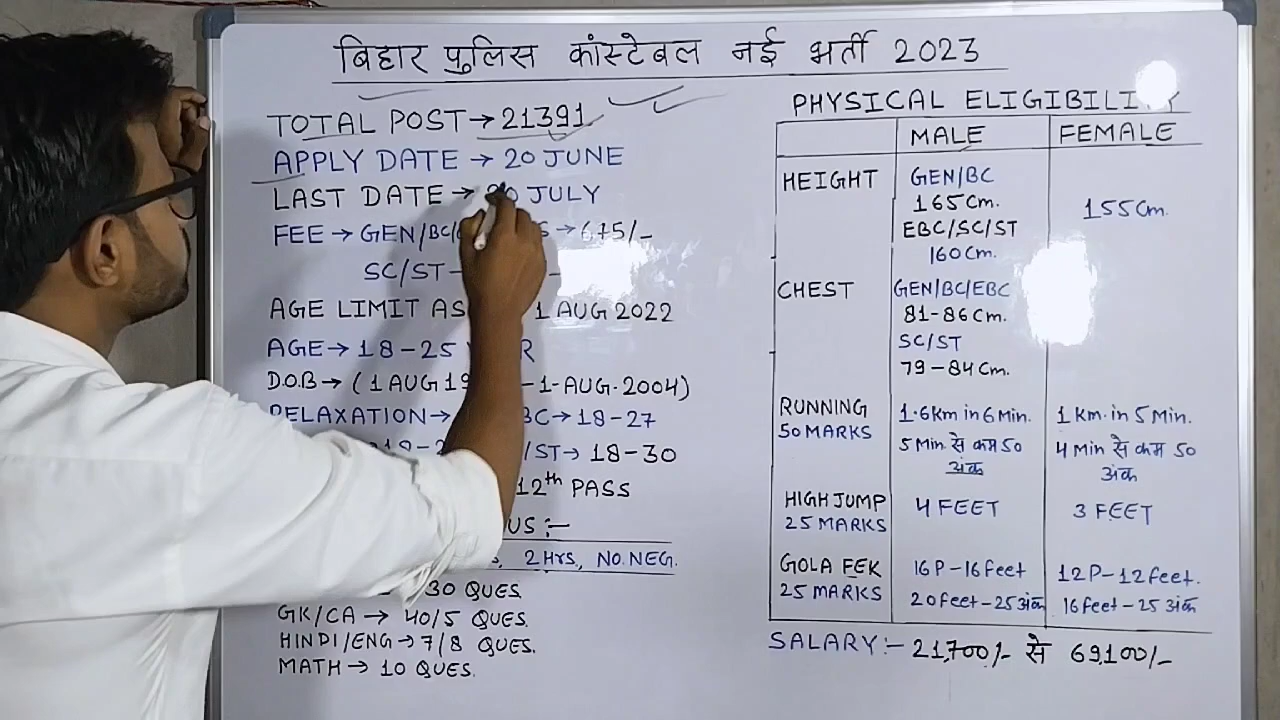 बिहार पुलिस कांस्टेबल नई भर्ती 2023
TOTAL POST → 21391
APPLY DATE → 20 JUNE
LAST DATE → 20 JULY
FEE → GEN/BC/ S → 675/-
SC/ST -
AGE LIMIT AS 1 AUG 2022
AGE → 18-25
D.O.B → (1 AUG 19 -1-AUG-2004)
RELAXATION → BC → 18-27
/ST → 18-30
12th PASS
US :-
2 Hrs., NO. NEG.
30 QUES.
GK/CA → 40/5 QUES.
HINDI/ENG → 7/8 QUES.
MATH → 10 QUES.
PHYSICAL ELIGIBILITY
MALE FEMALE
HEIGHT GEN/BC
165 Cm. 155 Cm.
EBC/SC/ST
160 Cm.
CHEST GEN/BC/EBC
81-86 Cm.
SC/ST
79-84 Cm.
RUNNING 1.6 Km in 6 Min. 1 Km. in 5 Min.
50 MARKS 5 Min से कम 50 4 Min से कम 50
अंक अंक
HIGH JUMP 4 FEET 3 FEET
25 MARKS
GOLA FEK 16 P-16 feet 12 P-12 feet.
25 MARKS 20 feet-25 अंक 16 feet-25 अंक
SALARY :- 21,700/- से 69,100/-